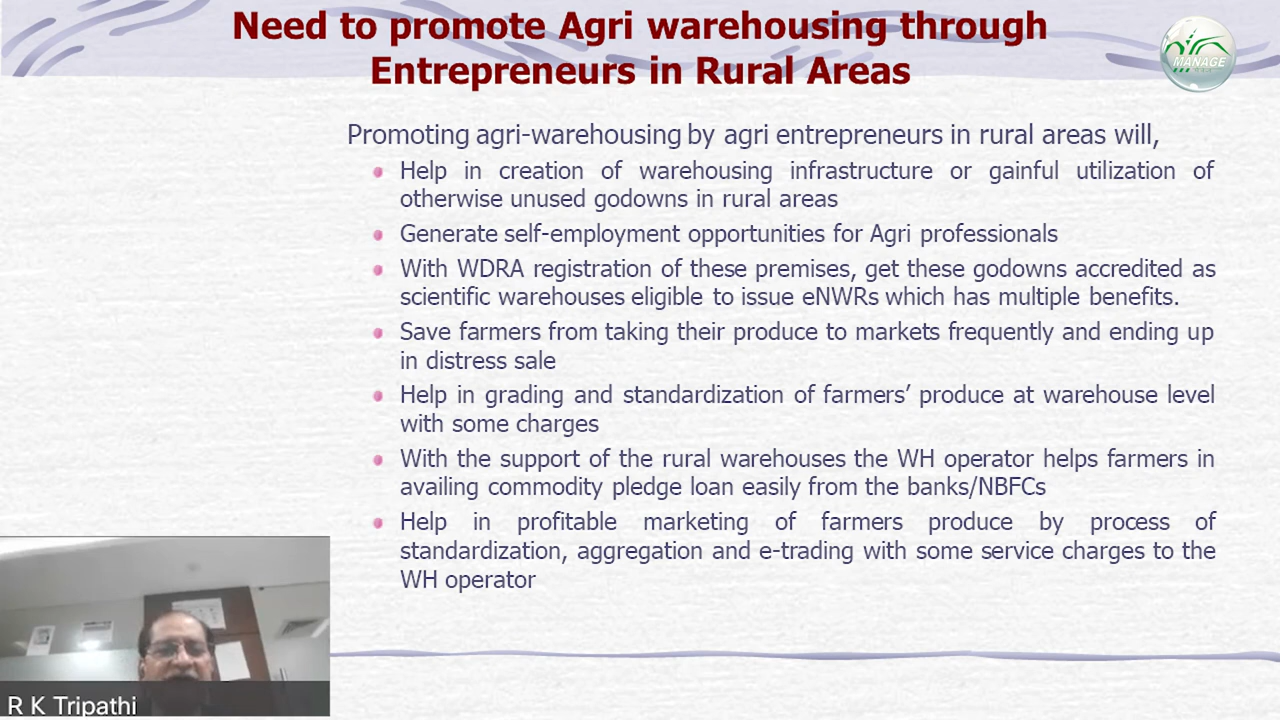 Need to promote Agri warehousing through
Entrepreneurs in Rural Areas
MANAGE
Promoting agri-warehousing by agri entrepreneurs in rural areas will,
Help in creation of warehousing infrastructure or gainful utilization of
otherwise unused godowns in rural areas
Generate self-employment opportunities for Agri professionals
With WDRA registration of these premises, get these godowns accredited as
scientific warehouses eligible to issue eNWRs which has multiple benefits.
Save farmers from taking their produce to markets frequently and ending up
in distress sale
Help in grading and standardization of farmers’ produce at warehouse level
with some charges
With the support of the rural warehouses the WH operator helps farmers in
availing commodity pledge loan easily from the banks/NBFCs
Help in profitable marketing of farmers produce by process of
standardization, aggregation and e-trading with some service charges to the
WH operator
R K Tripathi